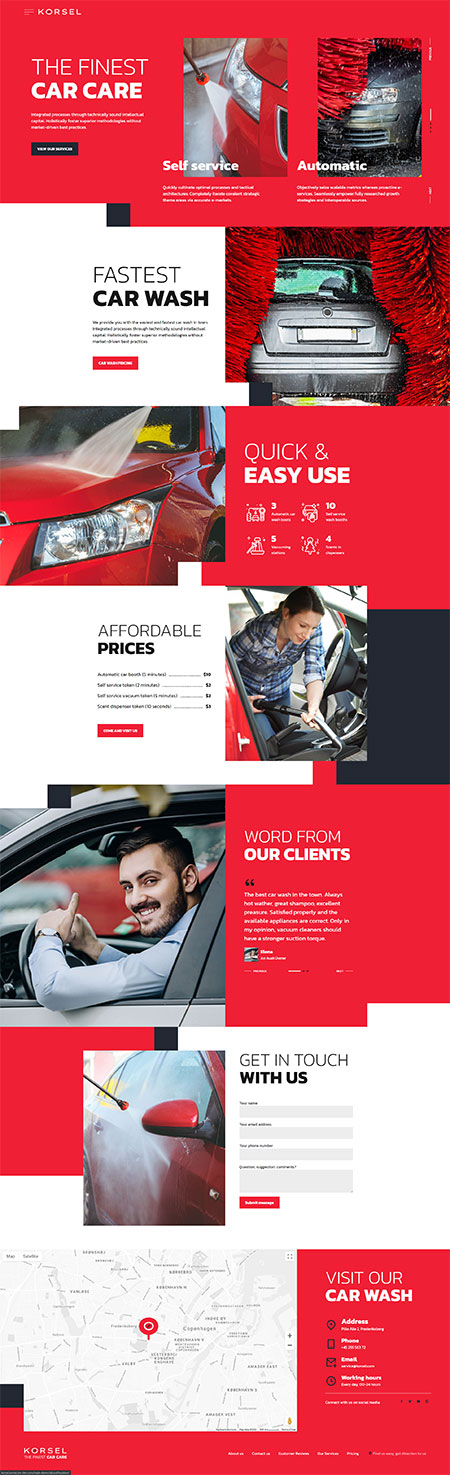 KORSEL
THE FINEST
CAR CARE
Integrated processes through technically sound intellectual
capital. Holistically foster superior methodologies without
market-driven best practices.
VIEW OUR SERVICES
Self service
Quickly cultivate optimal processes and tactical
architectures. Completely iterate covalent strategic
theme areas via accurate e-markets.
Automatic
Objectively seize scalable metrics whereas proactive e-
services. Seamlessly empower fully researched growth
strategies and interoperable sources.
PREVIOUS
NEXT
FASTEST
CAR WASH
We provide you with the easiest and fastest car wash in town.
Integrated processes through technically sound intellectual
capital. Holistically foster superior methodologies without
market-driven best practices.
CAR WASH PRICING
QUICK &
EASY USE
3
Automatic car
wash booths
10
Self service
wash booths
5
Vacuuming
stations
4
Scents in
dispensers
AFFORDABLE
PRICES
Automatic car booth (5 minutes) $10
Self service token (2 minutes) $2
Self service vacuum token (5 minutes) $2
Scent dispenser token (10 seconds) $3
COME AND VISIT US
WORD FROM
OUR CLIENTS
The best car wash in the town. Always
hot wather, great shampoo, excellent
pressure. Satisfied properly and the
available appliances are correct. Only in
my opinion, vacuum cleaners should
have a stronger suction torque.
PREVIOUS
NEXT
GET IN TOUCH
WITH US
Your name
Your email address
Your phone number
Question, suggestion, comments?
Submit message
Map
Satellite
Copenhagen
Frederiksberg
VISIT OUR
CAR WASH
Address
Phone
Email
Working hours
Every day, 00-24 hours
Connect with us on social media
KORSEL
THE FINEST CAR CARE
About us
Contact us
Customer Reviews
Our Services
Pricing
Find us easy, get direction to us